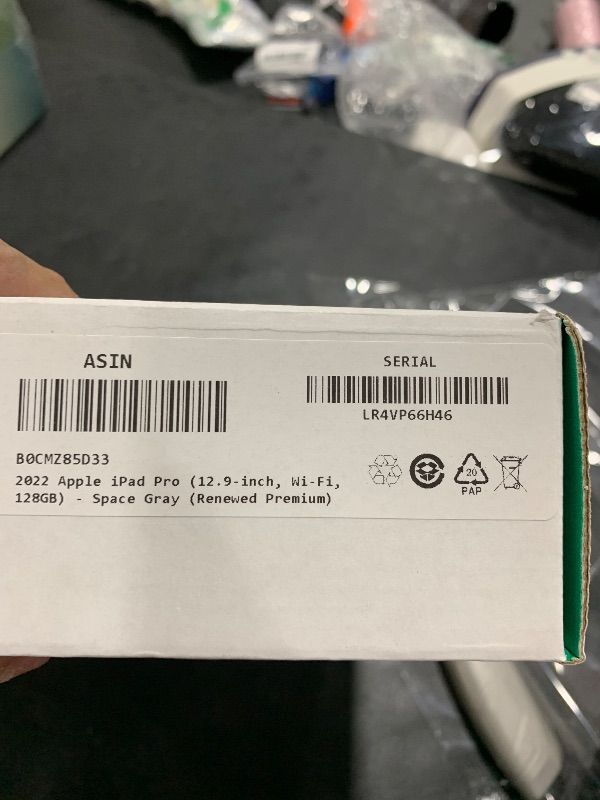 ASIN
SERIAL
LR4VP66H46
B0CMZ85D33
2022 Apple iPad Pro (12.9-inch, Wi-Fi,
128GB) - Space Gray (Renewed Premium)
20
PAP